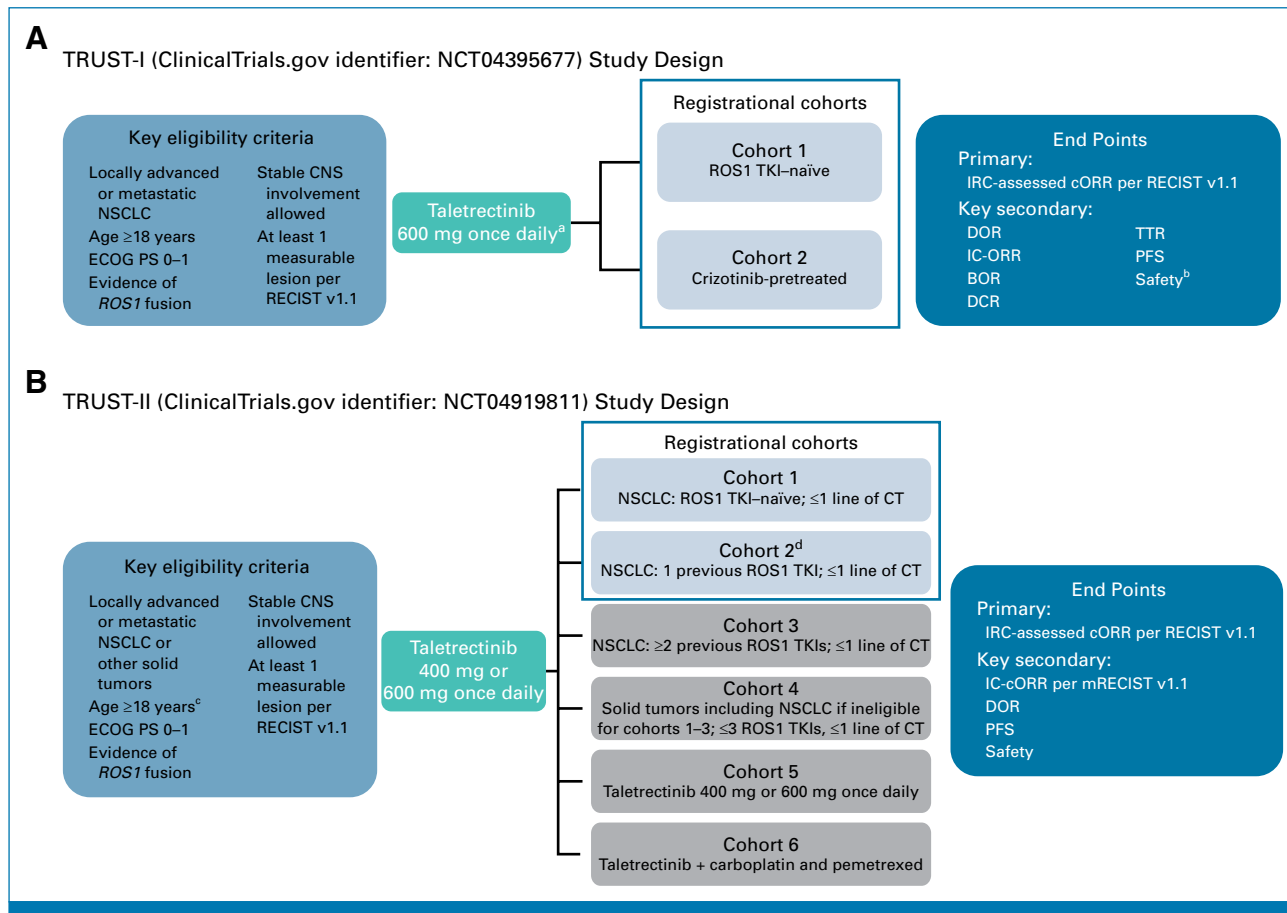 A
TRUST-I (ClinicalTrials.gov identifier: NCT04395677) Study Design
Key eligibility criteria
Locally advanced
or metastatic
NSCLC
Age ≥18 years
ECOG PS 0–1
Evidence of
ROS1 fusion
Stable CNS
involvement
allowed
At least 1
measurable
lesion per
RECIST v1.1
Taletrectinib
600 mg once dailyᵃ
Registrational cohorts
Cohort 1
ROS1 TKI–naïve
Cohort 2
Crizotinib-pretreated
End Points
Primary:
IRC-assessed cORR per RECIST v1.1
Key secondary:
DOR
IC-ORR
BOR
DCR
TTR
PFS
Safetyᵇ
B
TRUST-II (ClinicalTrials.gov identifier: NCT04919811) Study Design
Key eligibility criteria
Locally advanced
or metastatic
NSCLC or
other solid
tumors
Age ≥18 yearsᶜ
ECOG PS 0–1
Evidence of
ROS1 fusion
Stable CNS
involvement
allowed
At least 1
measurable
lesion per
RECIST v1.1
Taletrectinib
400 mg or
600 mg once daily
Registrational cohorts
Cohort 1
NSCLC: ROS1 TKI–naïve; ≤1 line of CT
Cohort 2ᵈ
NSCLC: 1 previous ROS1 TKI; ≤1 line of CT
Cohort 3
NSCLC: ≥2 previous ROS1 TKIs; ≤1 line of CT
Cohort 4
Solid tumors including NSCLC if ineligible
for cohorts 1–3; ≤3 ROS1 TKIs, ≤1 line of CT
Cohort 5
Taletrectinib 400 mg or 600 mg once daily
Cohort 6
Taletrectinib + carboplatin and pemetrexed
End Points
Primary:
IRC-assessed cORR per RECIST v1.1
Key secondary:
IC-cORR per mRECIST v1.1
DOR
PFS
Safety